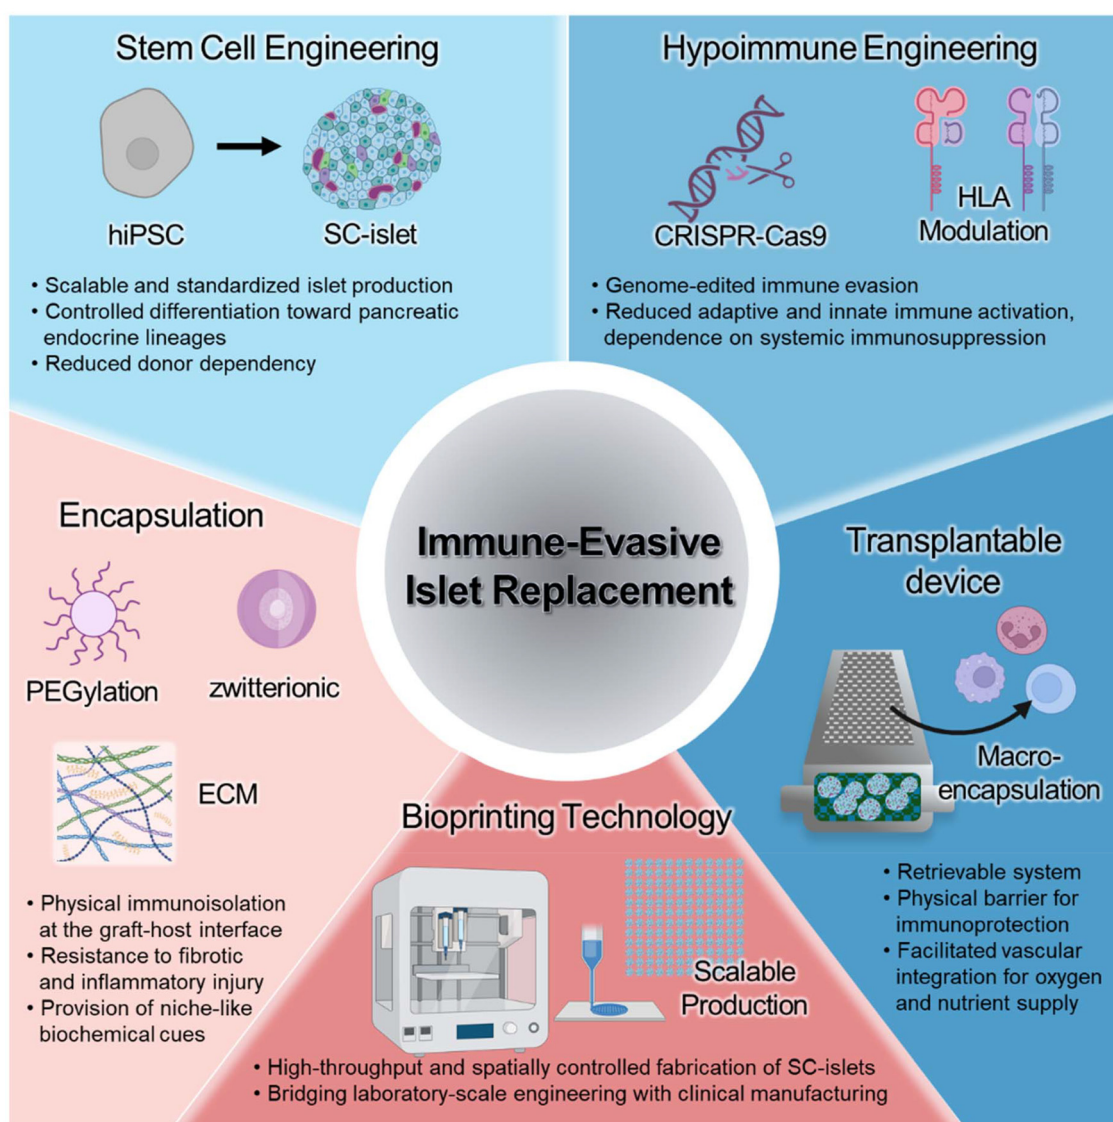 Stem Cell Engineering
hiPSC
SC-islet
• Scalable and standardized islet production
• Controlled differentiation toward pancreatic
endocrine lineages
• Reduced donor dependency
Hypoimmune Engineering
CRISPR-Cas9
HLA
Modulation
• Genome-edited immune evasion
• Reduced adaptive and innate immune activation,
dependence on systemic immunosuppression
Immune-Evasive
Islet Replacement
Encapsulation
PEGylation
zwitterionic
ECM
• Physical immunoisolation
at the graft-host interface
• Resistance to fibrotic
and inflammatory injury
• Provision of niche-like
biochemical cues
Bioprinting Technology
Scalable
Production
• High-throughput and spatially controlled fabrication of SC-islets
• Bridging laboratory-scale engineering with clinical manufacturing
Transplantable
device
Macro-
encapsulation
• Retrievable system
• Physical barrier for
immunoprotection
• Facilitated vascular
integration for oxygen
and nutrient supply